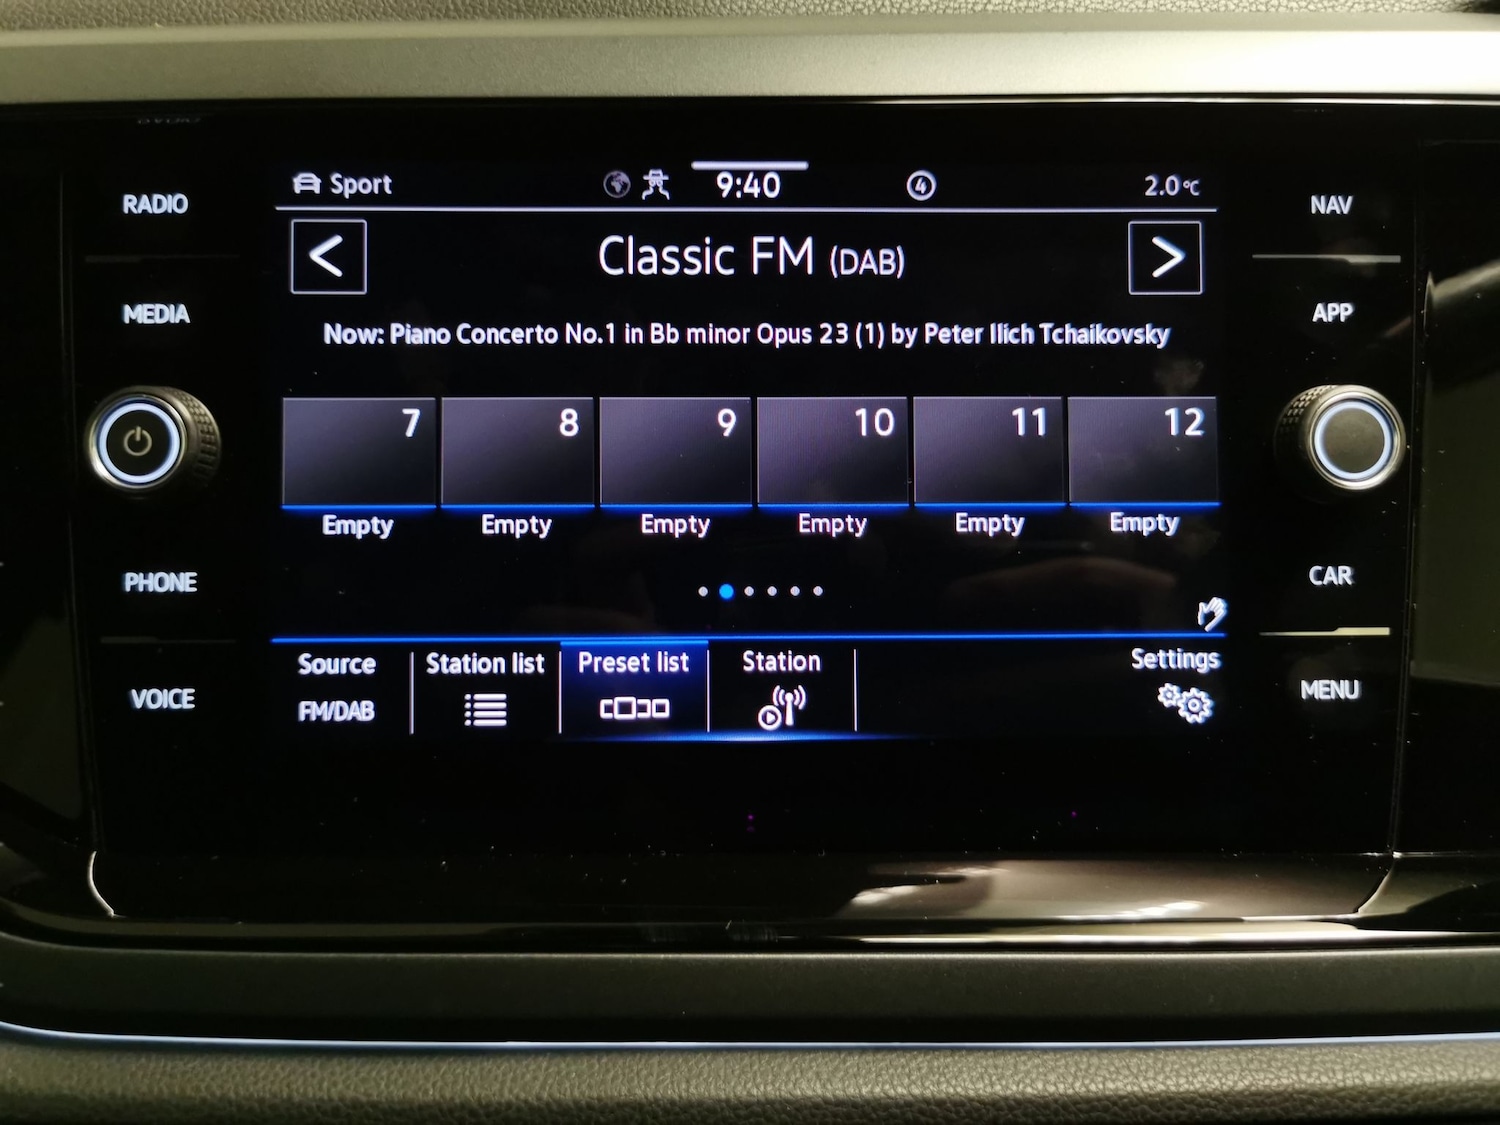 RADIO
MEDIA
PHONE
VOICE
Sport
9:40
4
2.0°C
Classic FM (DAB)
Now: Piano Concerto No.1 in Bb minor Opus 23 (1) by Peter Ilich Tchaikovsky
7 8 9 10 11 12
Empty Empty Empty Empty Empty Empty
Source
FM/DAB
Station list
Preset list
Station
Settings
NAV
APP
CAR
MENU